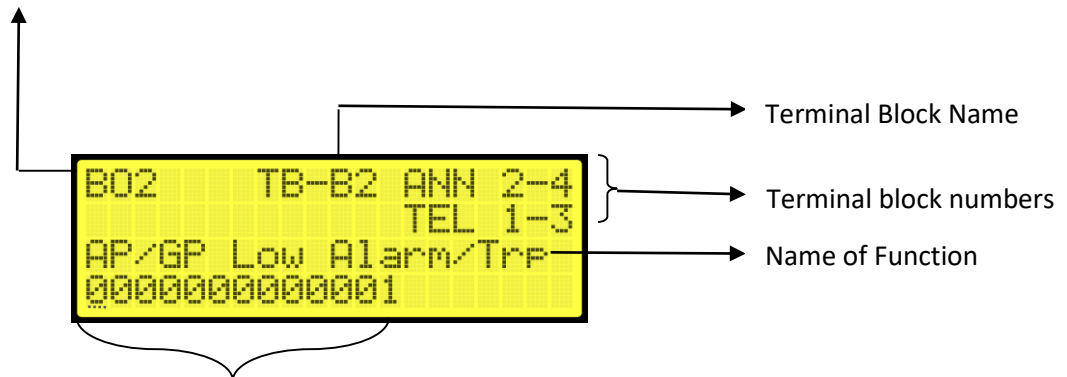 Terminal Block Name
BO2 TB-B2 ANN 2-4
TEL 1-3
Terminal block numbers
AP/GP Low Alarm/Trp
Name of Function
0000000000001